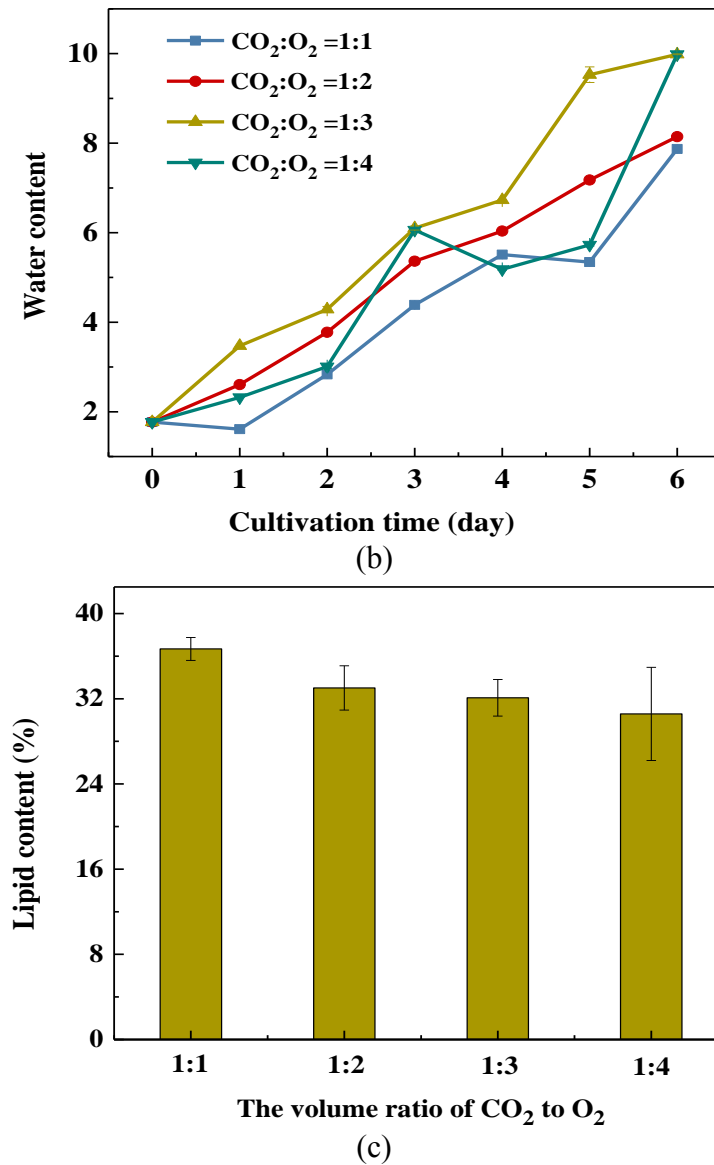 CO₂:O₂ =1:1
CO₂:O₂ =1:2
CO₂:O₂ =1:3
CO₂:O₂ =1:4
10
8
6
4
2
Water content
0 1 2 3 4 5 6
Cultivation time (day)
(b)
40
32
24
16
8
0
Lipid content (%)
1:1 1:2 1:3 1:4
The volume ratio of CO₂ to O₂
(c)